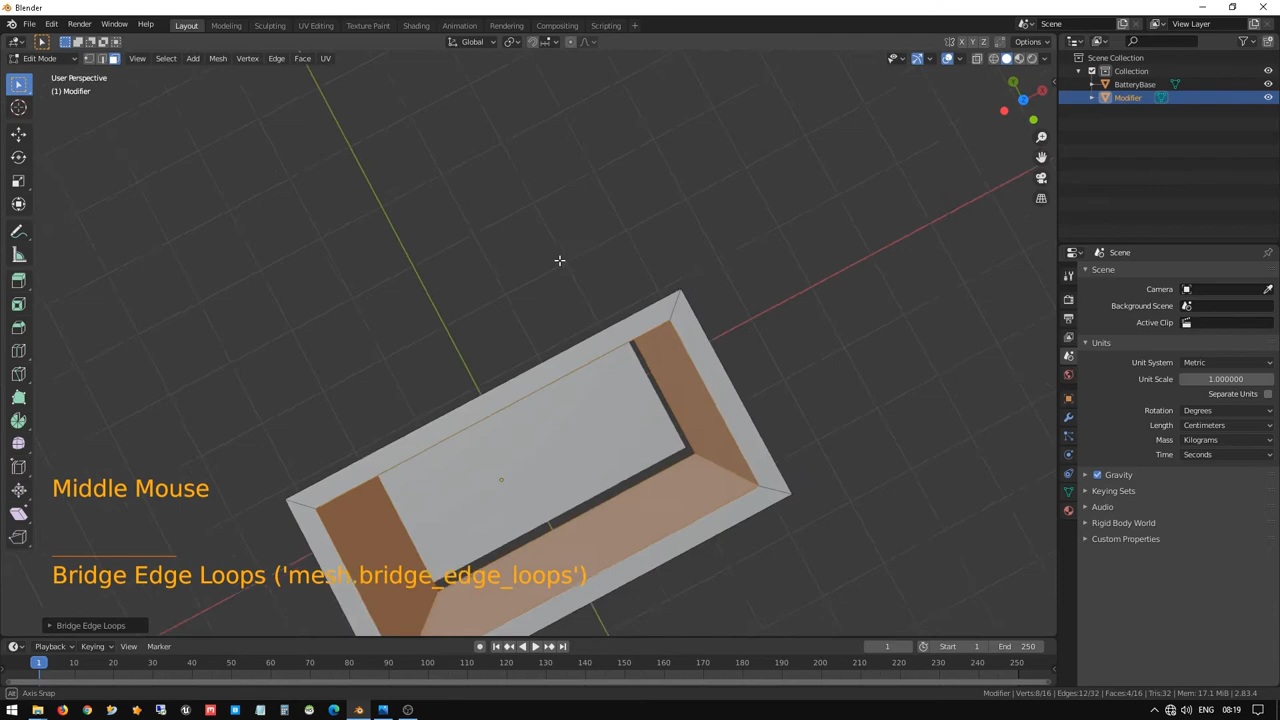 Blender
File Edit Render Window Help
Layout Modeling Sculpting UV Editing Texture Paint Shading Animation Rendering Compositing Scripting +
Scene View Layer
Global Options
X Y Z
Edit Mode View Select Add Mesh Vertex Edge Face UV
User Perspective
(1) Modifier
Scene Collection
Collection
BatteryBase
Modifier
Scene
Scene
Camera
Background Scene
Active Clip
Units
Unit System Metric
Unit Scale 1.000000
Separate Units
Rotation Degrees
Length Centimeters
Mass Kilograms
Time Seconds
Gravity
Keying Sets
Audio
Rigid Body World
Custom Properties
Middle Mouse
Bridge Edge Loops ('mesh.bridge_edge_loops')
Bridge Edge Loops
Playback Keying View Marker 1 Start 1 End 250
1 10 20 30 40 50 60 70 80 90 100 110 120 130 140 150 160 170 180 190 200 210 220 230 240 250
Alt Axis Snap
Modifier | Verts:8/16 | Edges:12/32 | Faces:4/16 | Tris:32 | Mem: 17.1 MiB | 2.83.4
ENG 08:19